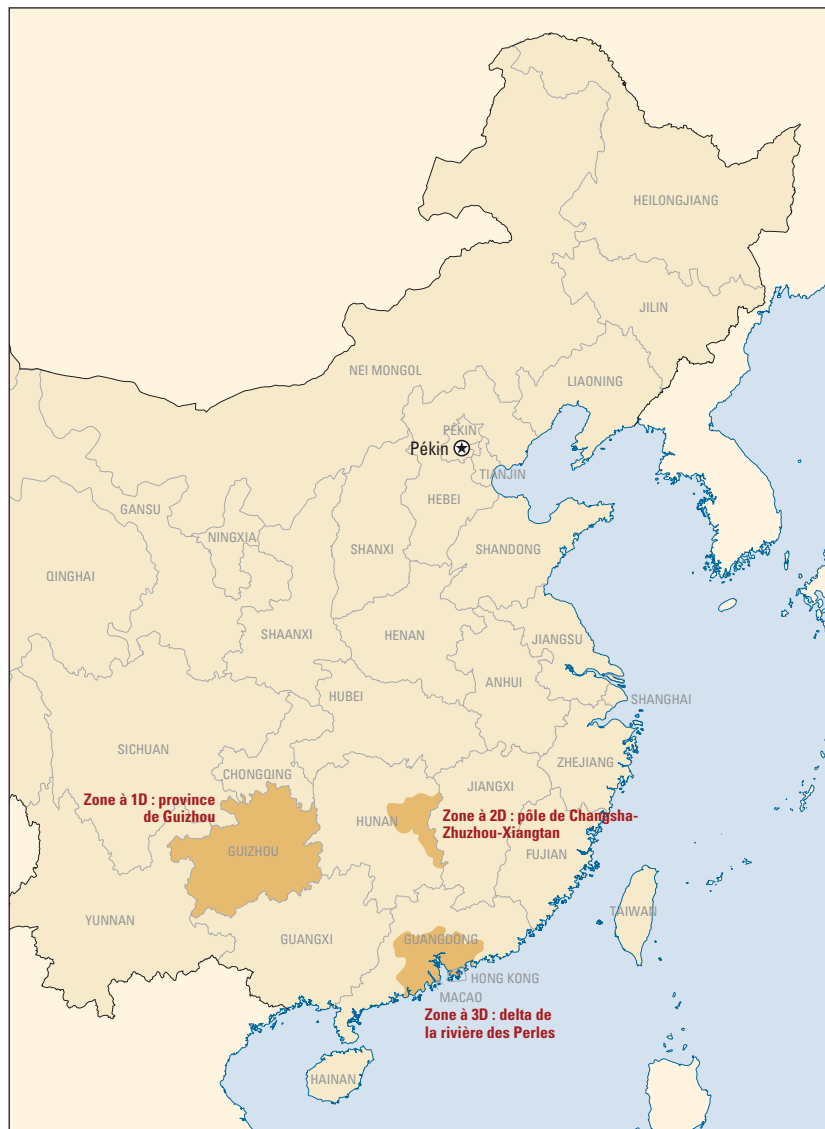 HEILONGJIANG
JILIN
NEI MONGOL
LIAONING
PÉKIN
Pékin
TIANJIN
HEBEI
GANSU
NINGXIA
SHANXI
SHANDONG
QINGHAI
SHAANXI
HENAN
JIANGSU
ANHUI
HUBEI
SHANGHAI
SICHUAN
ZHEJIANG
CHONGQING
JIANGXI
Zone à 1D : province
de Guizhou
HUNAN
Zone à 2D : pôle de Changsha-
Zhuzhou-Xiangtan
GUIZHOU
FUJIAN
YUNNAN
TAIWAN
GUANGXI
GUANGDONG
HONG KONG
MACAO
Zone à 3D : delta de
la rivière des Perles
HAINAN